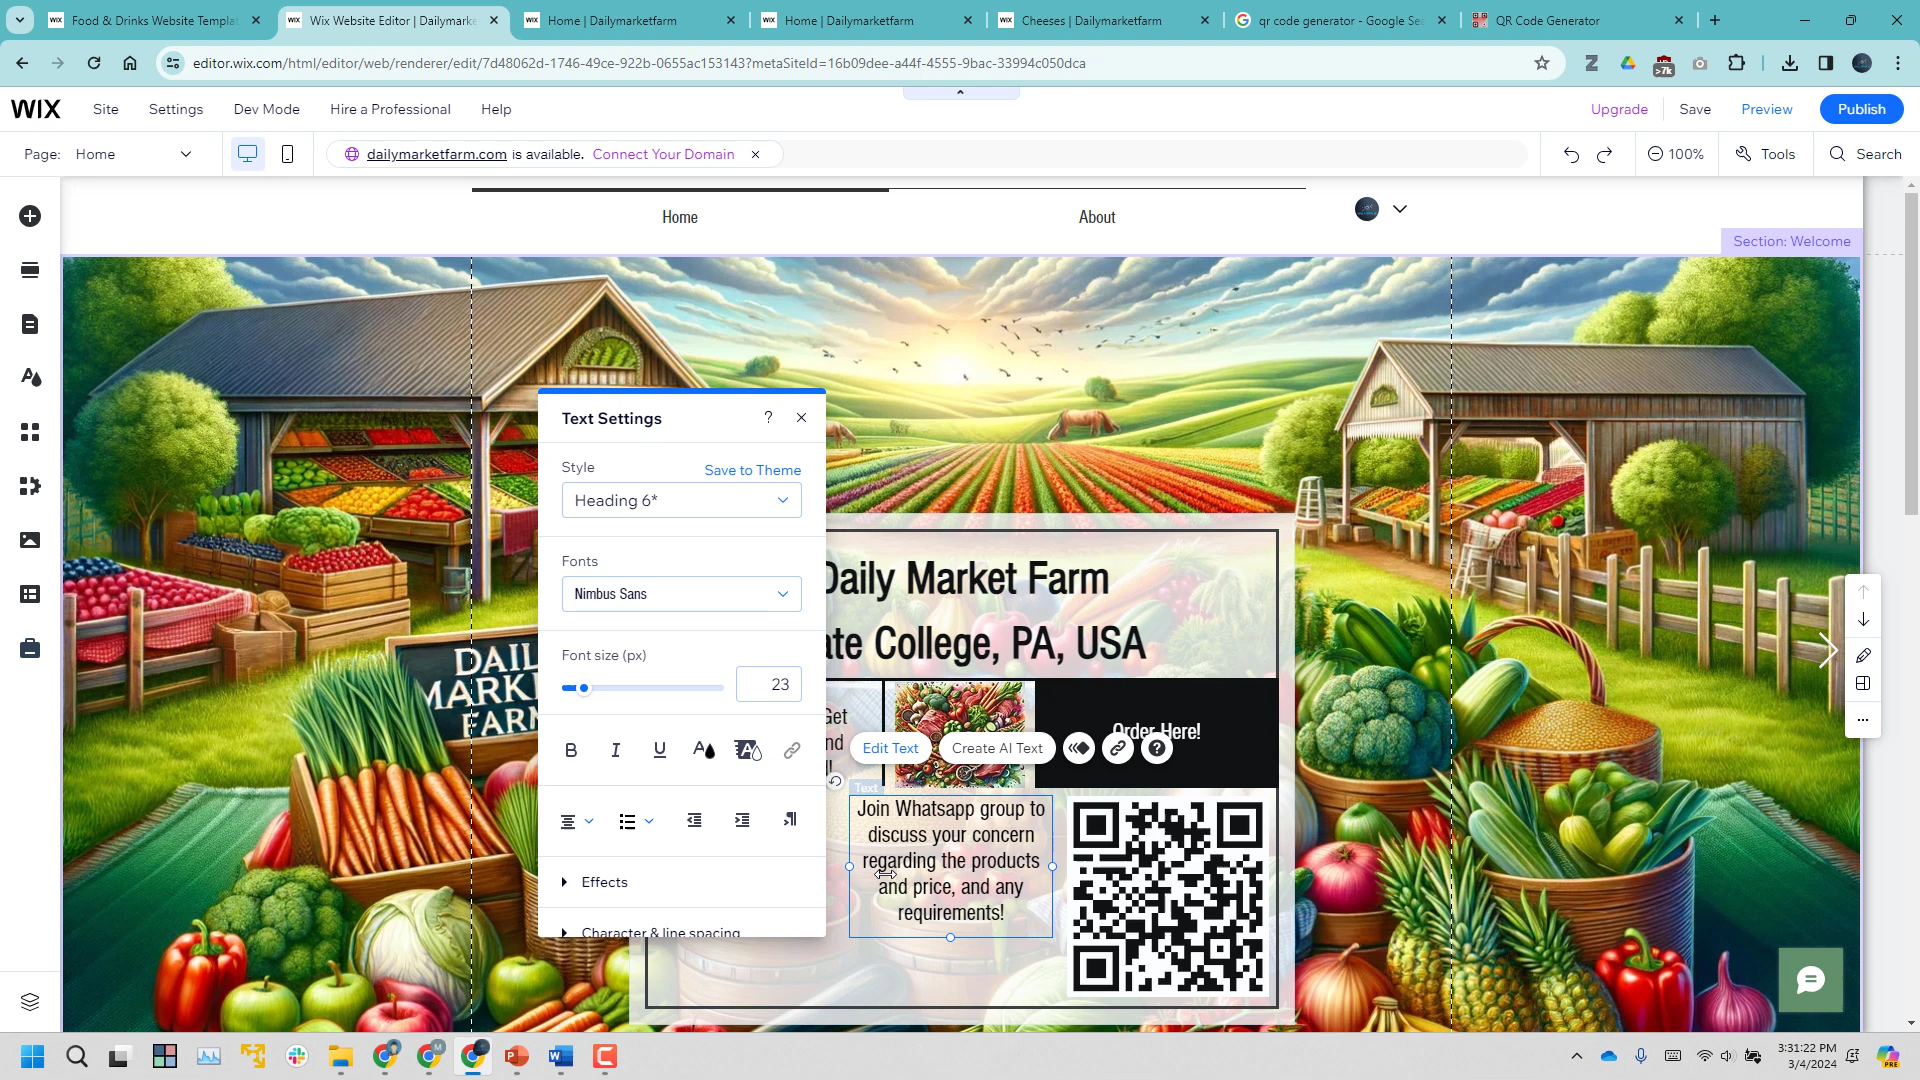 Food & Drinks Website Templa
Wix Website Editor | Dailymarke
Home | Dailymarketfarm
Home | Dailymarketfarm
Cheeses | Dailymarketfarm
qr code generator - Google Se
QR Code Generator
editor.wix.com/html/editor/web/renderer/edit/7d48062d-1746-49ce-922b-0655ac153143?metaSiteId=16b09dee-a44f-4555-9bac-33994c050dca
>7k
WIX Site Settings Dev Mode Hire a Professional Help
Upgrade Save Preview Publish
Page: Home
dailymarketfarm.com is available. Connect Your Domain
100% Tools Search
Home About
Section: Welcome
Text Settings ?
Style Save to Theme
Heading 6*
Fonts
Nimbus Sans
Font size (px)
23
B I U A A
Effects
Character & line spacing
DAIL
MARKE
FARM
Daily Market Farm
ate College, PA, USA
Get
nd
Order Here!
Edit Text Create AI Text
Text
Join Whatsapp group to
discuss your concern
regarding the products
and price, and any
requirements!
3:31:22 PM
3/4/2024